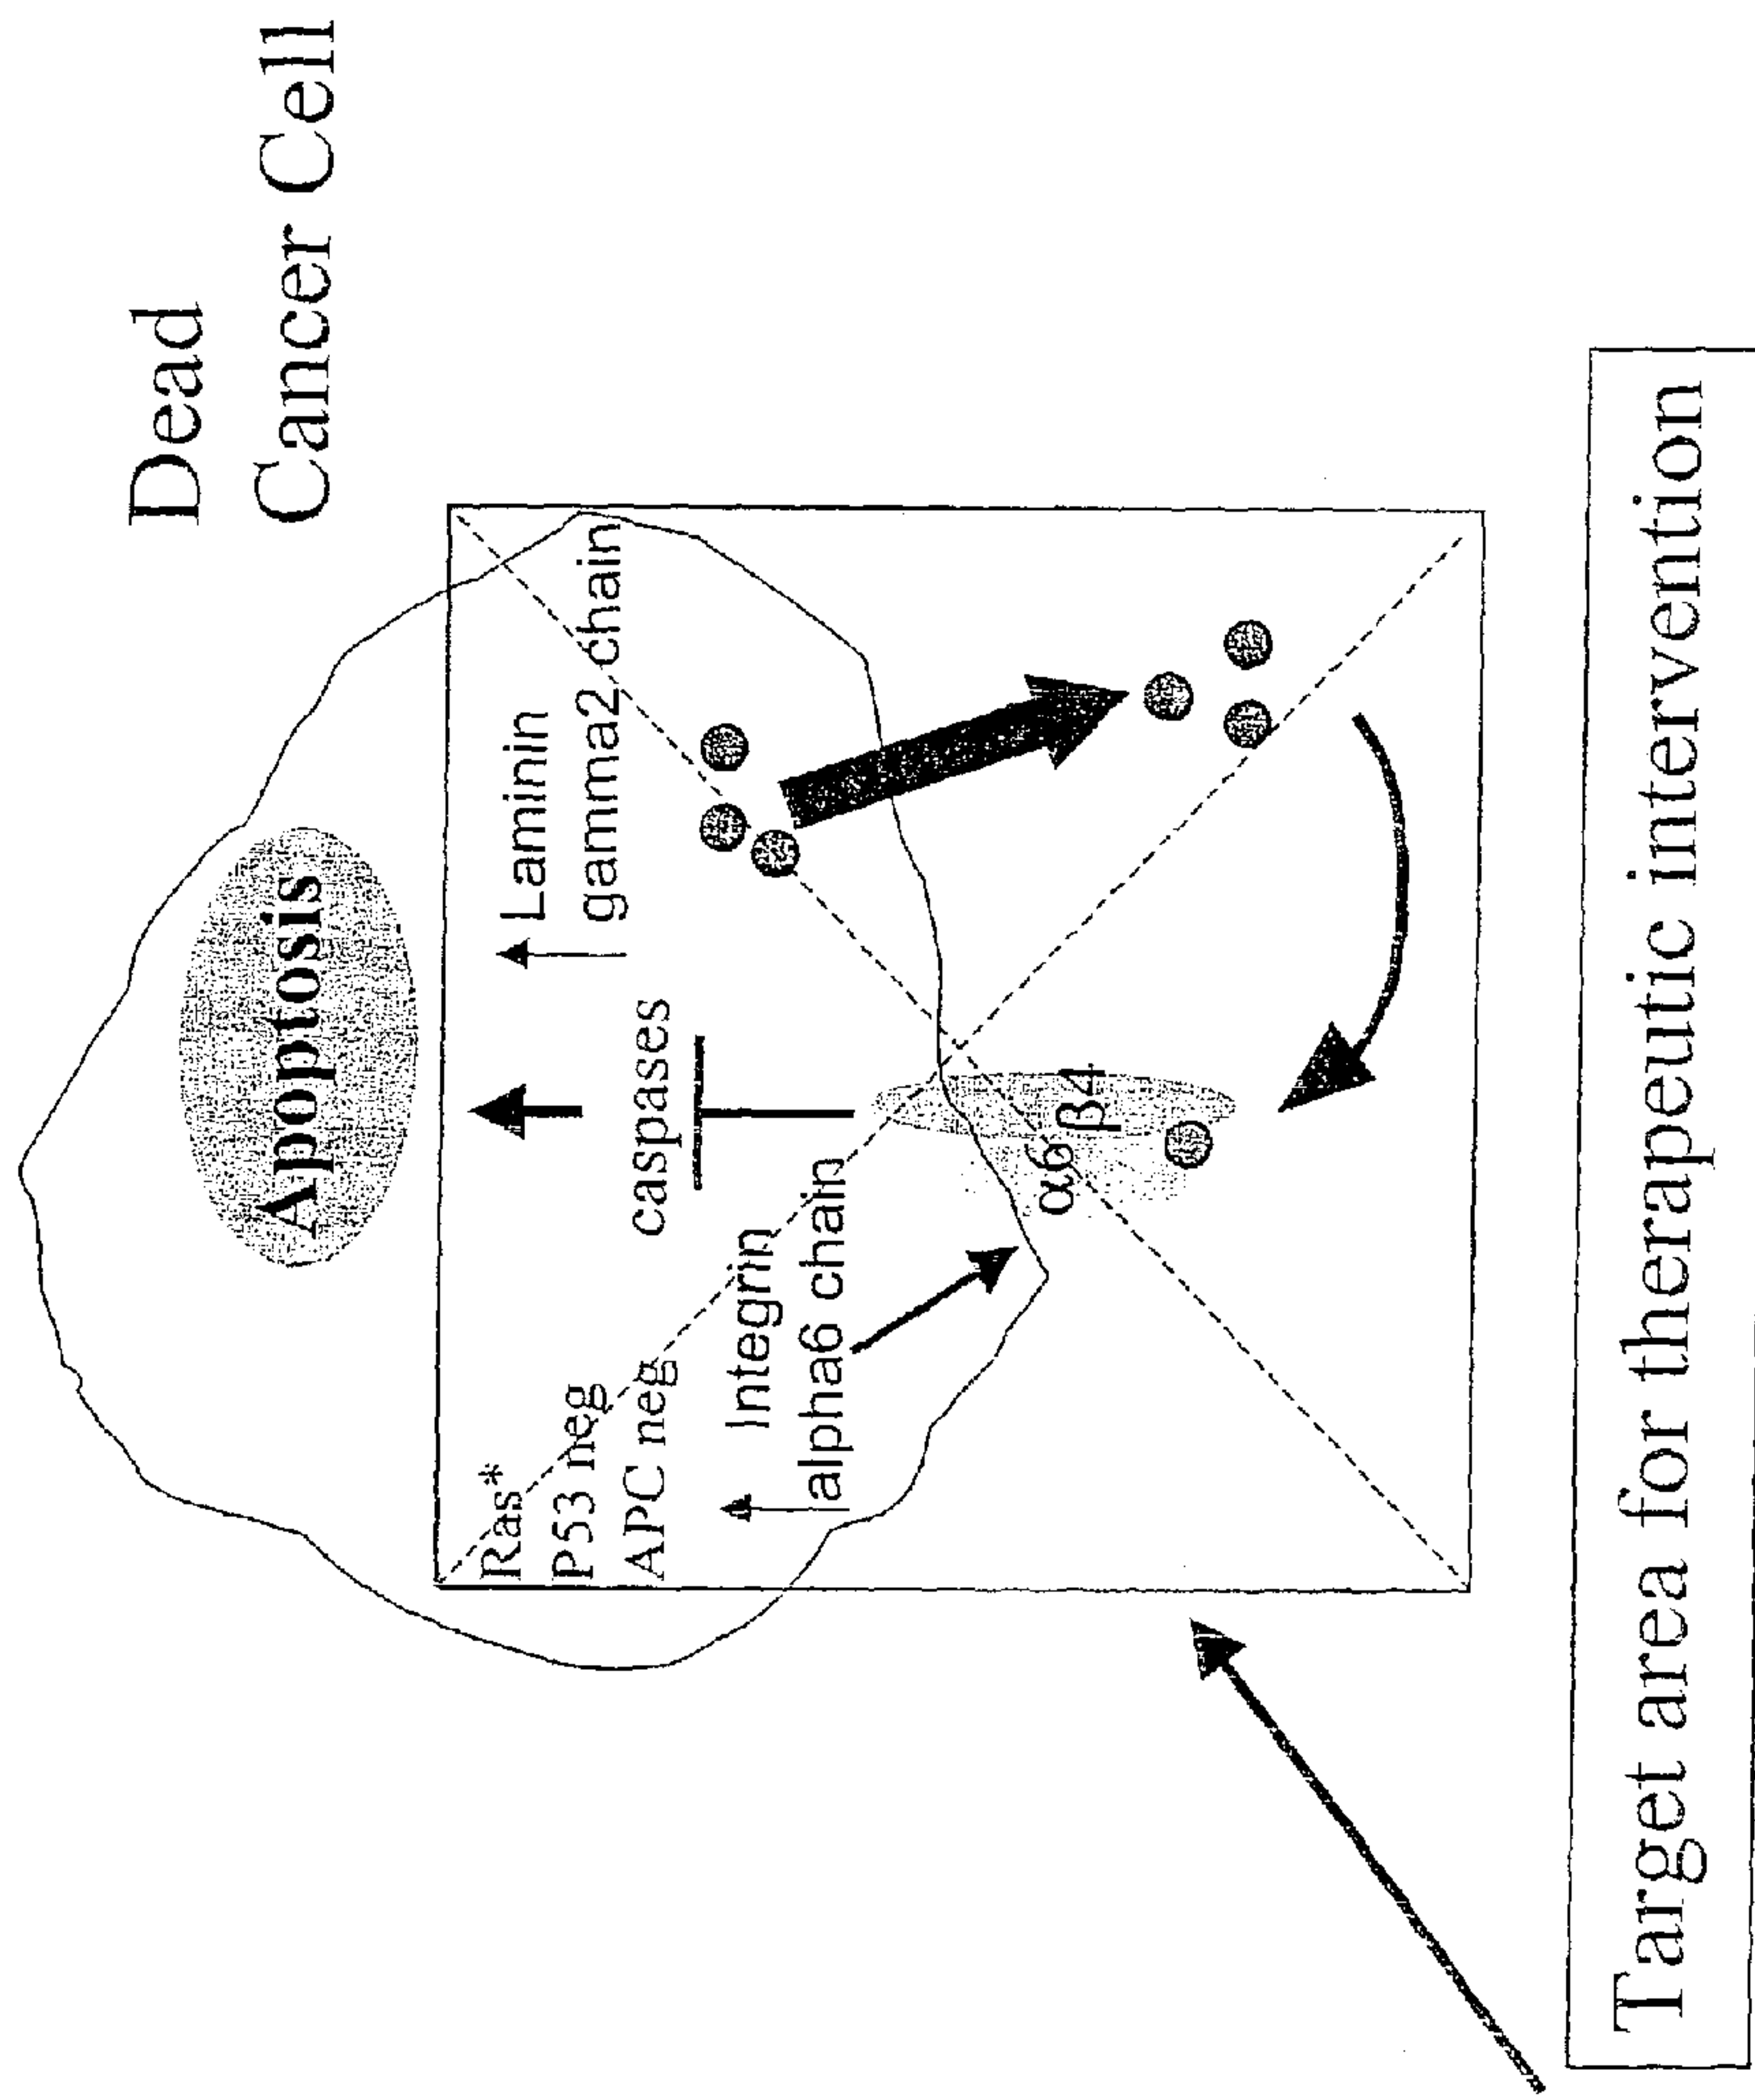 Dead
Cancer Cell
Apoptosis
Ras*
P53 neg
APC neg
caspases
Laminin
gamma2 chain
Integrin
alpha6 chain
α6 β4
Target area for therapeutic intervention